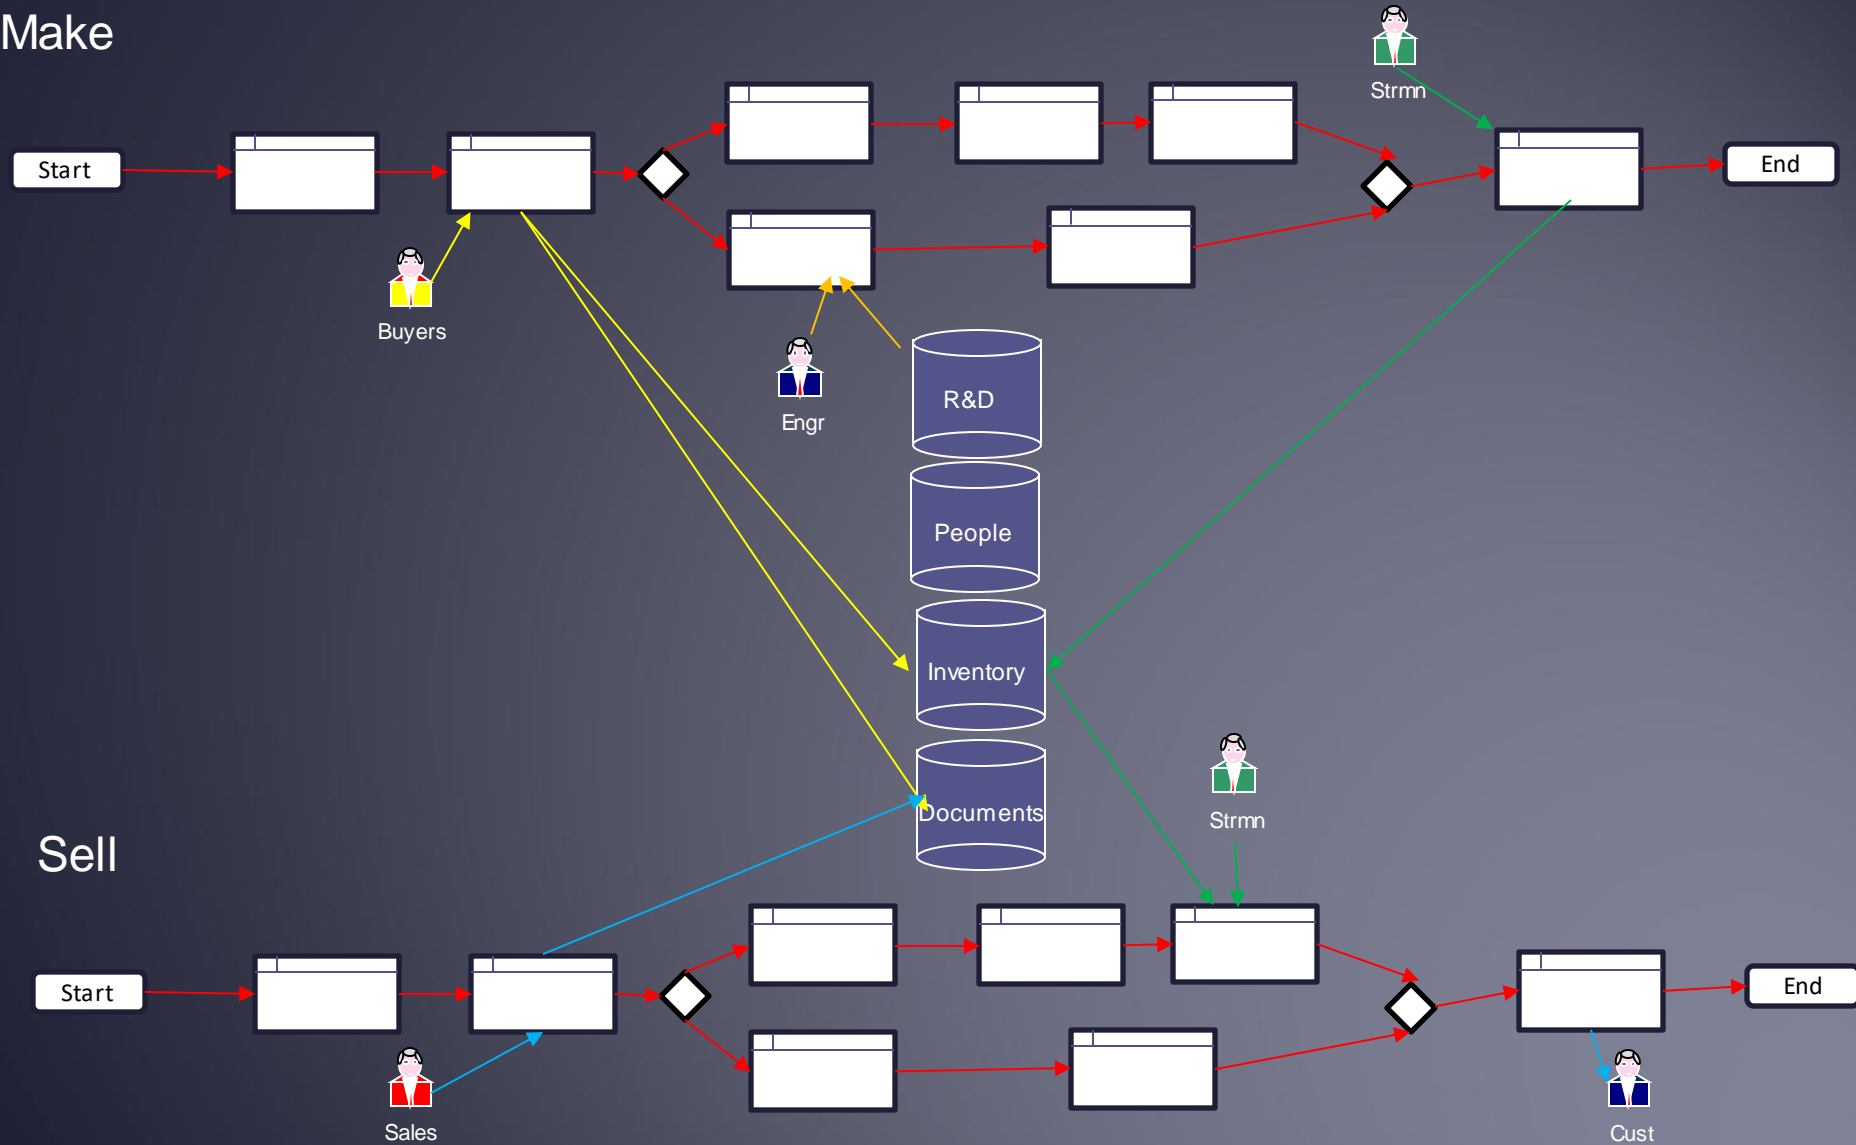 Make
Strmn
Start
End
Buyers
R&D
Engr
People
Inventory
Documents
Strmn
Sell
Start
End
Sales
Cust